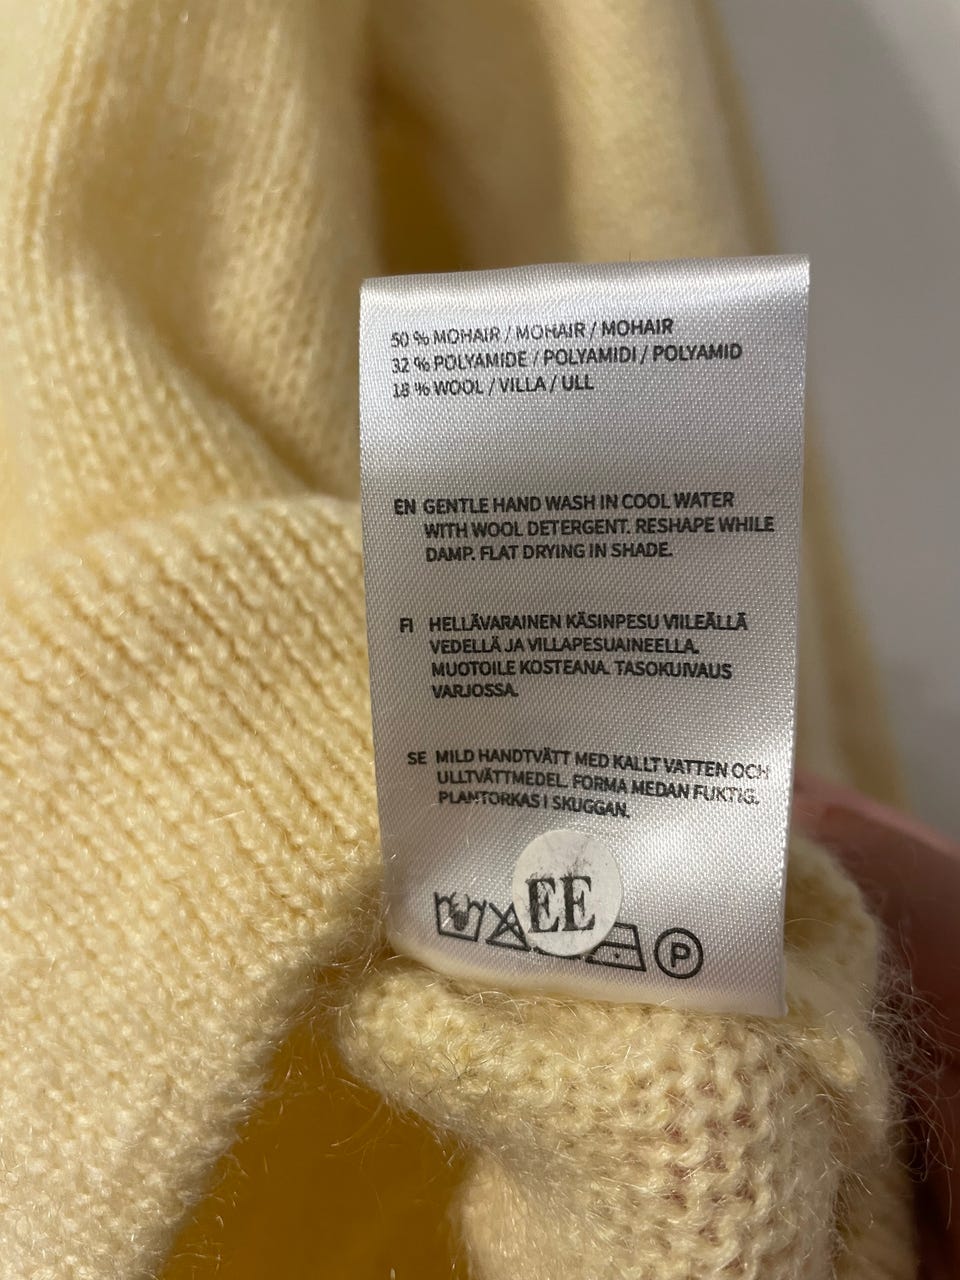 50 % MOHAIR / MOHAIR / MOHAIR
32 % POLYAMIDE / POLYAMIDI / POLYAMID
18 % WOOL / VILLA / ULL
EN GENTLE HAND WASH IN COOL WATER
WITH WOOL DETERGENT. RESHAPE WHILE
DAMP. FLAT DRYING IN SHADE.
FI HELLÄVARAINEN KÄSINPESU VIILEÄLLÄ
VEDELLÄ JA VILLAPESUAINEELLA.
MUOTOILE KOSTEANA. TASOKUIVAUS
VARJOSSA.
SE MILD HANDTVÄTT MED KALLT VATTEN OCH
ULLTVÄTTMEDEL. FORMA MEDAN FUKTIG.
PLANTORKAS I SKUGGAN.
EE
P